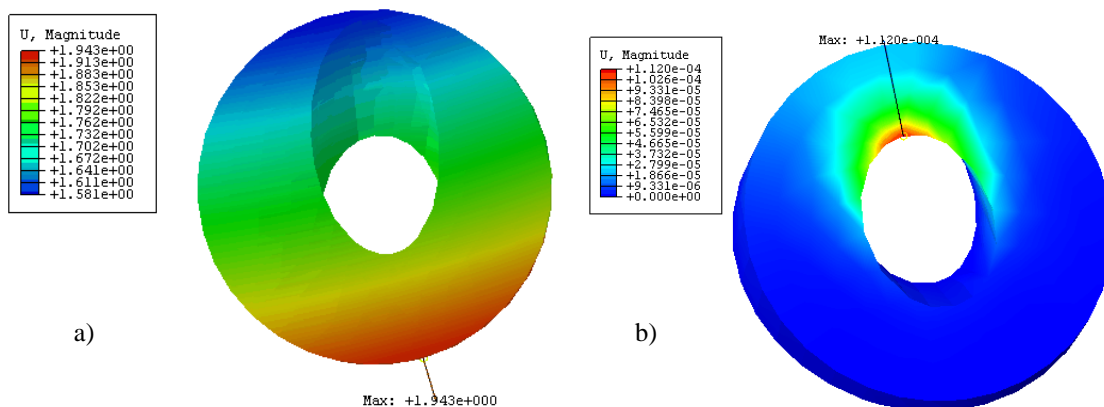 U, Magnitude
+1.943e+00
+1.913e+00
+1.883e+00
+1.853e+00
+1.822e+00
+1.792e+00
+1.762e+00
+1.732e+00
+1.702e+00
+1.672e+00
+1.641e+00
+1.611e+00
+1.581e+00
a)
Max: +1.943e+000
Max: +1.120e-004
U, Magnitude
+1.120e-04
+1.026e-04
+9.331e-05
+8.398e-05
+7.465e-05
+6.532e-05
+5.599e-05
+4.665e-05
+3.732e-05
+2.799e-05
+1.866e-05
+9.331e-06
+0.000e+00
b)